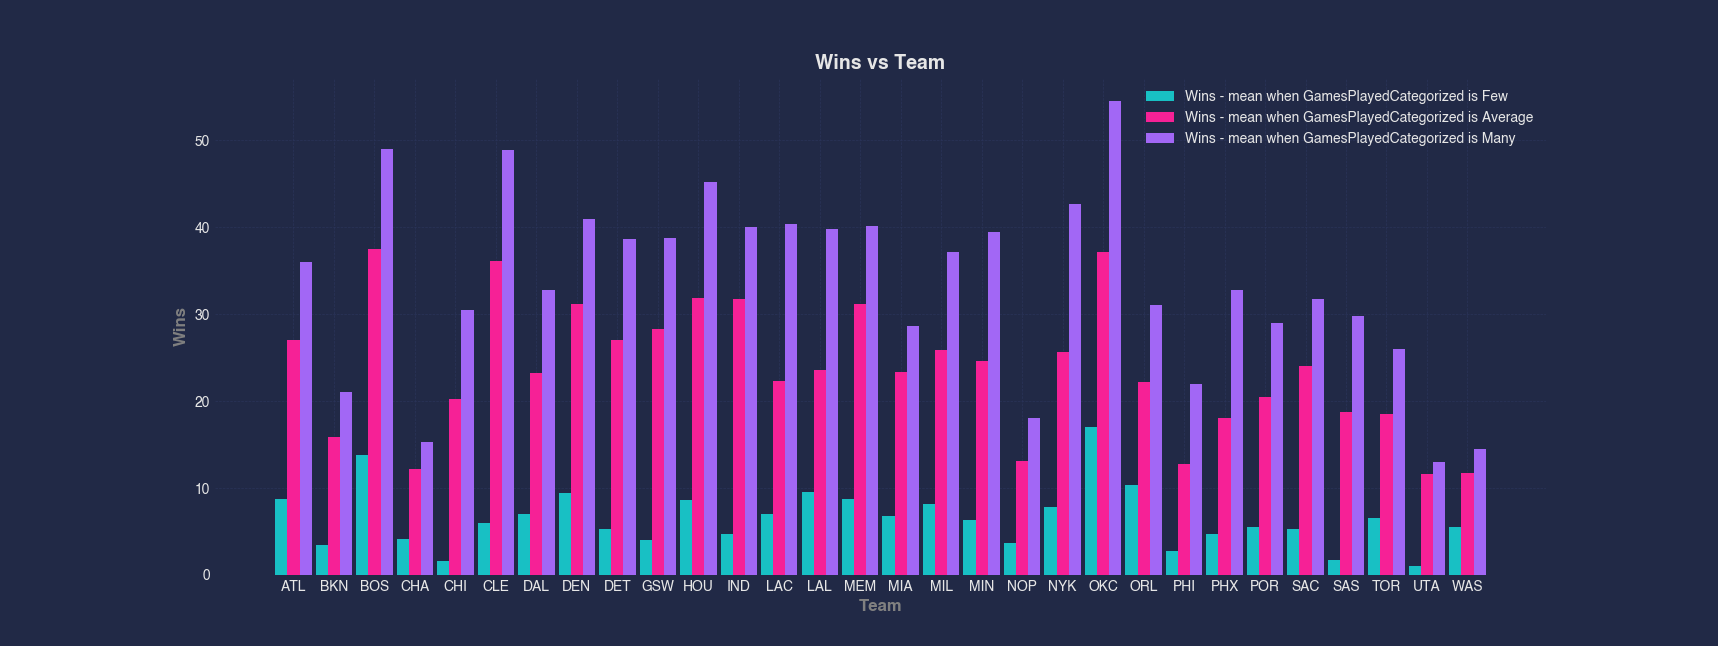 Wins vs Team
Wins - mean when GamesPlayedCategorized is Few
Wins - mean when GamesPlayedCategorized is Average
Wins - mean when GamesPlayedCategorized is Many
50
40
30
20
10
0
Wins
ATL BKN BOS CHA CHI CLE DAL DEN DET GSW HOU IND LAC LAL MEM MIA MIL MIN NOP NYK OKC ORL PHI PHX POR SAC SAS TOR UTA WAS
Team